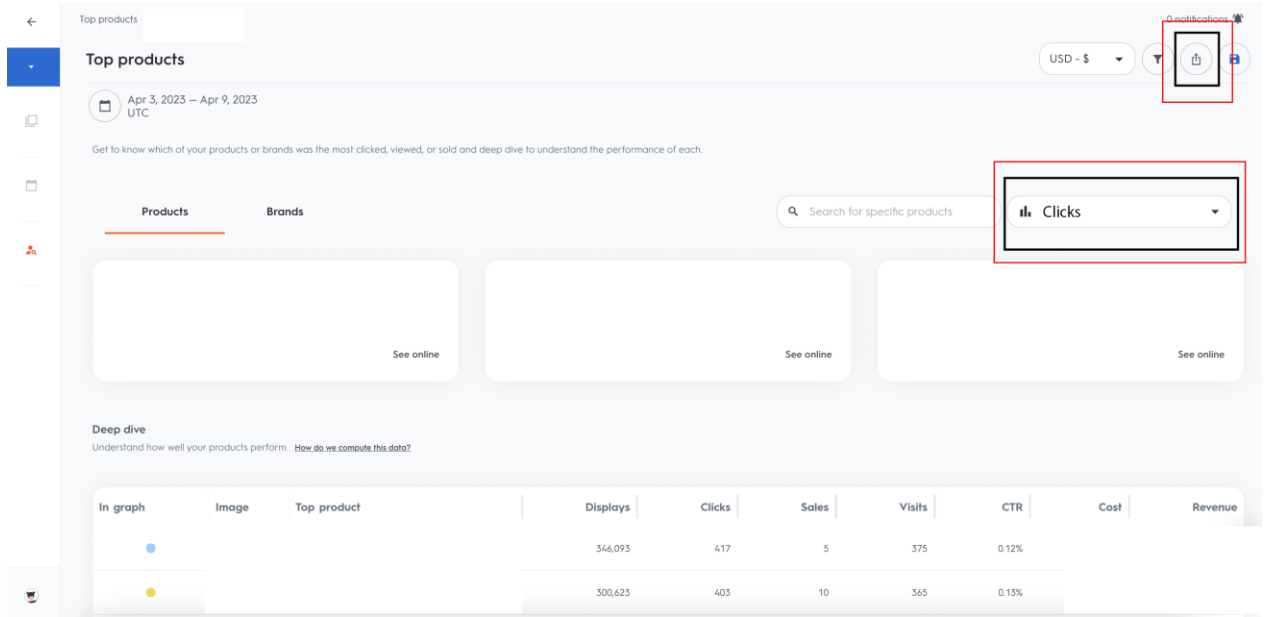 Top products
0 notifications
Top products
USD - $
Apr 3, 2023 — Apr 9, 2023
UTC
Get to know which of your products or brands was the most clicked, viewed, or sold and deep dive to understand the performance of each.
Products Brands Search for specific products Clicks
See online See online See online
Deep dive
Understand how well your products perform. How do we compute this data?
In graph Image Top product Displays Clicks Sales Visits CTR Cost Revenue
346,093 417 5 375 0.12%
300,623 403 10 365 0.13%